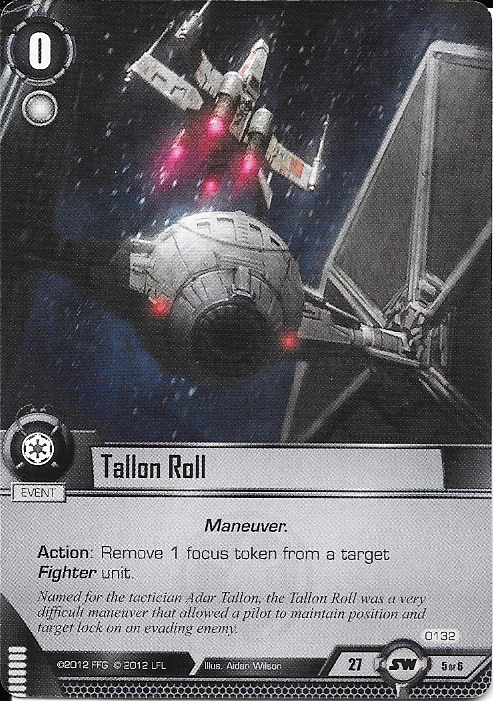 0
Tallon Roll
EVENT
Maneuver.
Action: Remove 1 focus token from a target
Fighter unit.
Named for the tactician Adar Tallon, the Tallon Roll was a very
difficult maneuver that allowed a pilot to maintain position and
target lock on an evading enemy.
0132
©2012 FFG © 2012 LFL Illus. Aidan Wilson 27 SW 5 OF 6